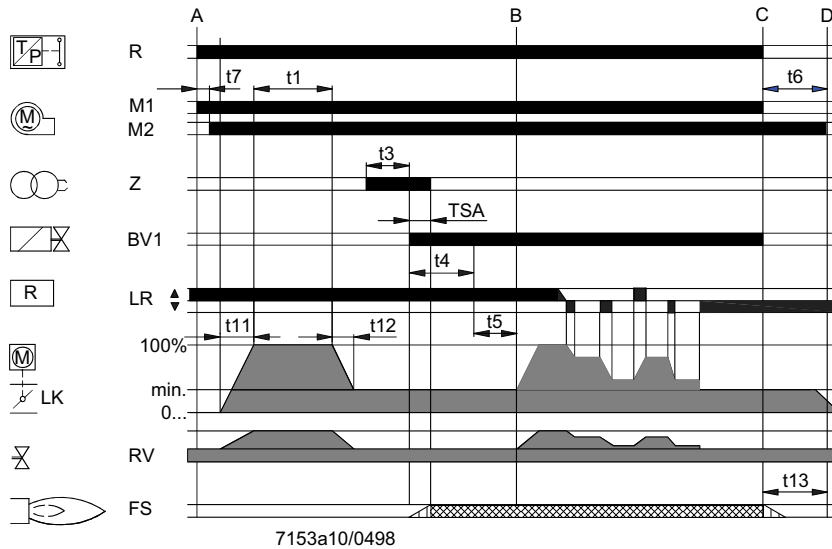 A B C D
T P R
t7 t1 t6
M ~ M1
M2
t3
Z
TSA
BV1
t4
R LR
t11 t12 t5
100%
M
min.
LK
0...
RV
t13
FS
7153a10/0498